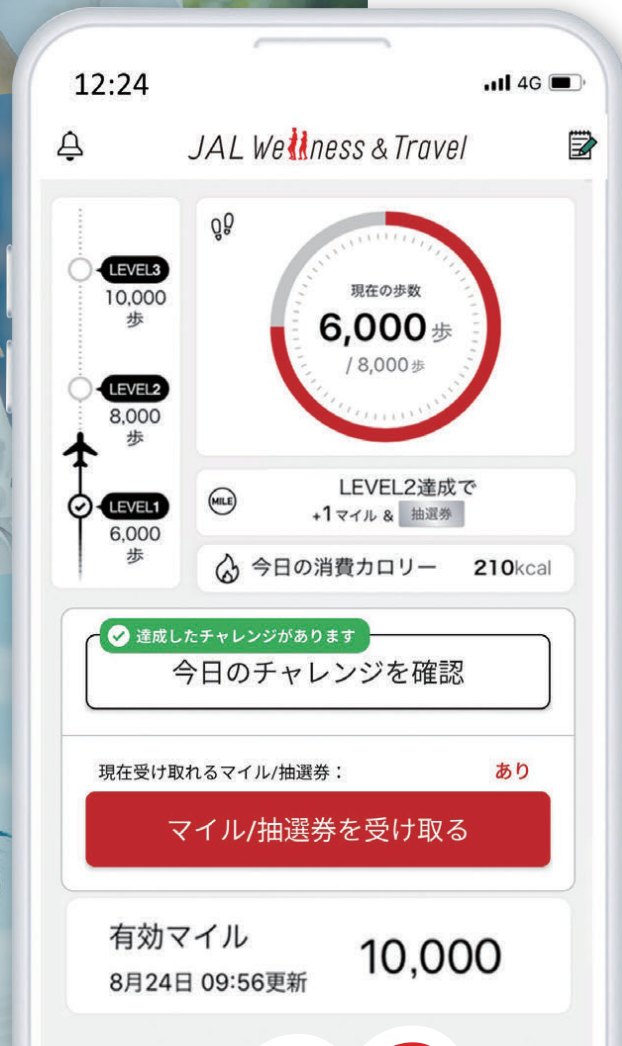 12:24
4G
JAL Wellness & Travel
LEVEL3
10,000
歩
LEVEL2
8,000
歩
LEVEL1
6,000
歩
現在の歩数
6,000歩
/ 8,000歩
MILE
LEVEL2達成で
+1マイル & 抽選券
今日の消費カロリー 210kcal
達成したチャレンジがあります
今日のチャレンジを確認
現在受け取れるマイル/抽選券： あり
マイル/抽選券を受け取る
有効マイル
10,000
8月24日 09:56更新